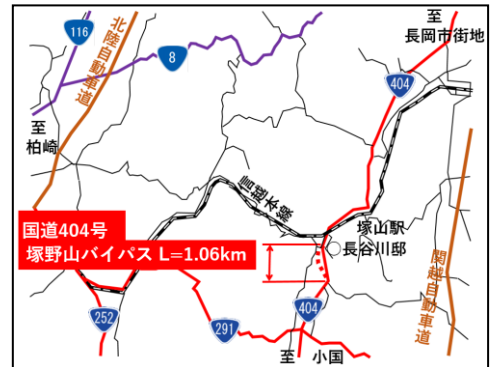 至
長岡市街地
116
北陸自動車道
8
404
至
柏崎
信越本線
塚山駅
長谷川邸
国道404号
塚野山バイパス L=1.06km
関越自動車道
252
291
404
至 小国